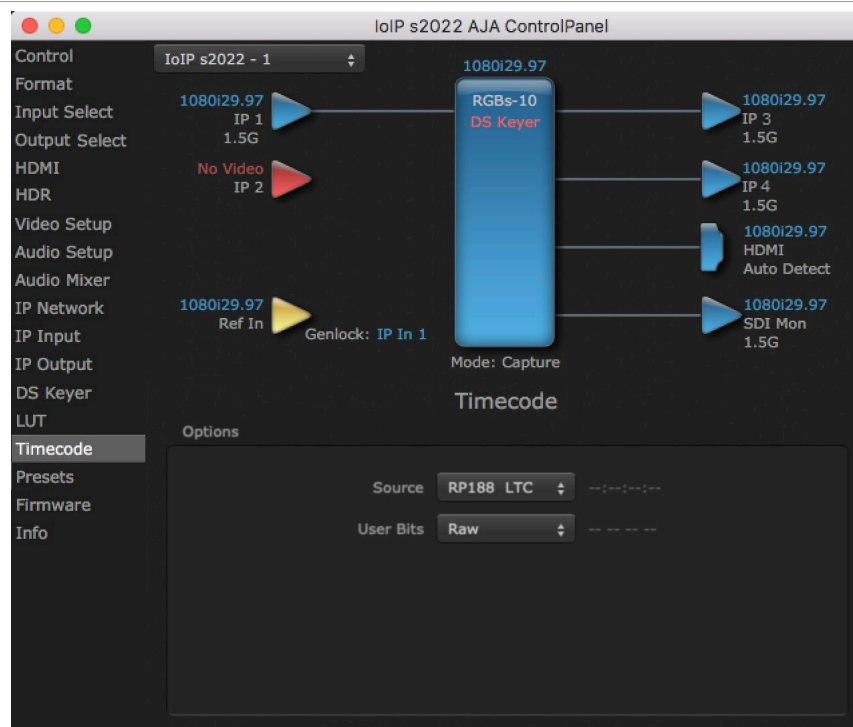 IoIP s2022 AJA ControlPanel
Control
Format
Input Select
Output Select
HDMI
HDR
Video Setup
Audio Setup
Audio Mixer
IP Network
IP Input
IP Output
DS Keyer
LUT
Timecode
Presets
Firmware
Info
IoIP s2022 - 1
1080i29.97
IP 1
1.5G
No Video
IP 2
1080i29.97
Ref In
Genlock: IP In 1
1080i29.97
RGBs-10
DS Keyer
Mode: Capture
1080i29.97
IP 3
1.5G
1080i29.97
IP 4
1.5G
1080i29.97
HDMI
Auto Detect
1080i29.97
SDI Mon
1.5G
Timecode
Options
Source RP188 LTC --:--:--:--
User Bits Raw -- -- -- --